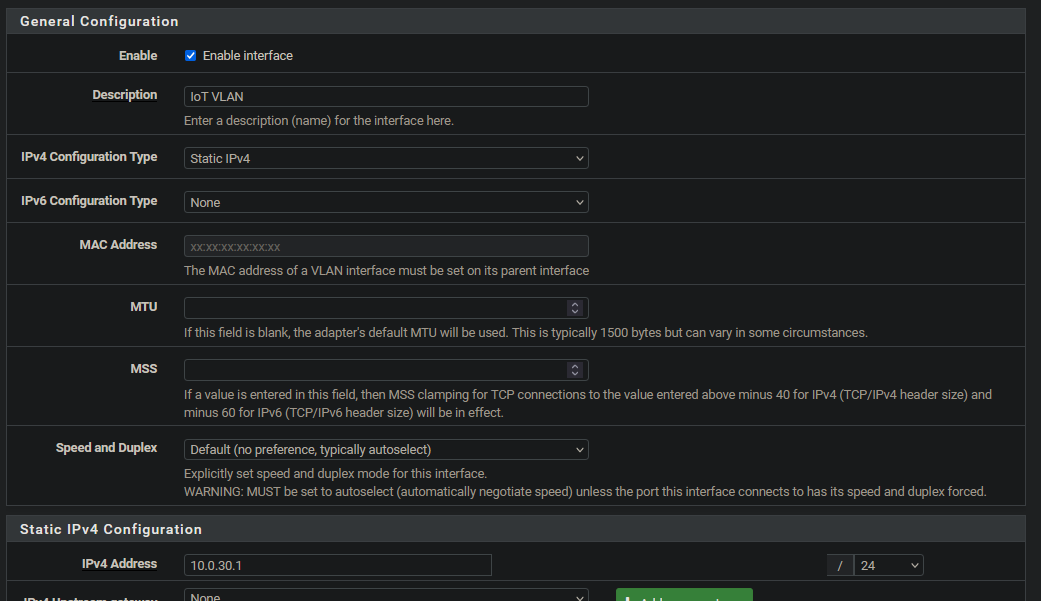 General Configuration
Enable
Enable interface
Description
IoT VLAN
Enter a description (name) for the interface here.
IPv4 Configuration Type
Static IPv4
IPv6 Configuration Type
None
MAC Address
xx:xx:xx:xx:xx:xx
The MAC address of a VLAN interface must be set on its parent interface
MTU
If this field is blank, the adapter's default MTU will be used. This is typically 1500 bytes but can vary in some circumstances.
MSS
If a value is entered in this field, then MSS clamping for TCP connections to the value entered above minus 40 for IPv4 (TCP/IPv4 header size) and
minus 60 for IPv6 (TCP/IPv6 header size) will be in effect.
Speed and Duplex
Default (no preference, typically autoselect)
Explicitly set speed and duplex mode for this interface.
WARNING: MUST be set to autoselect (automatically negotiate speed) unless the port this interface connects to has its speed and duplex forced.
Static IPv4 Configuration
IPv4 Address
10.0.30.1
/ 24
IPv4 Upstream gateway
None